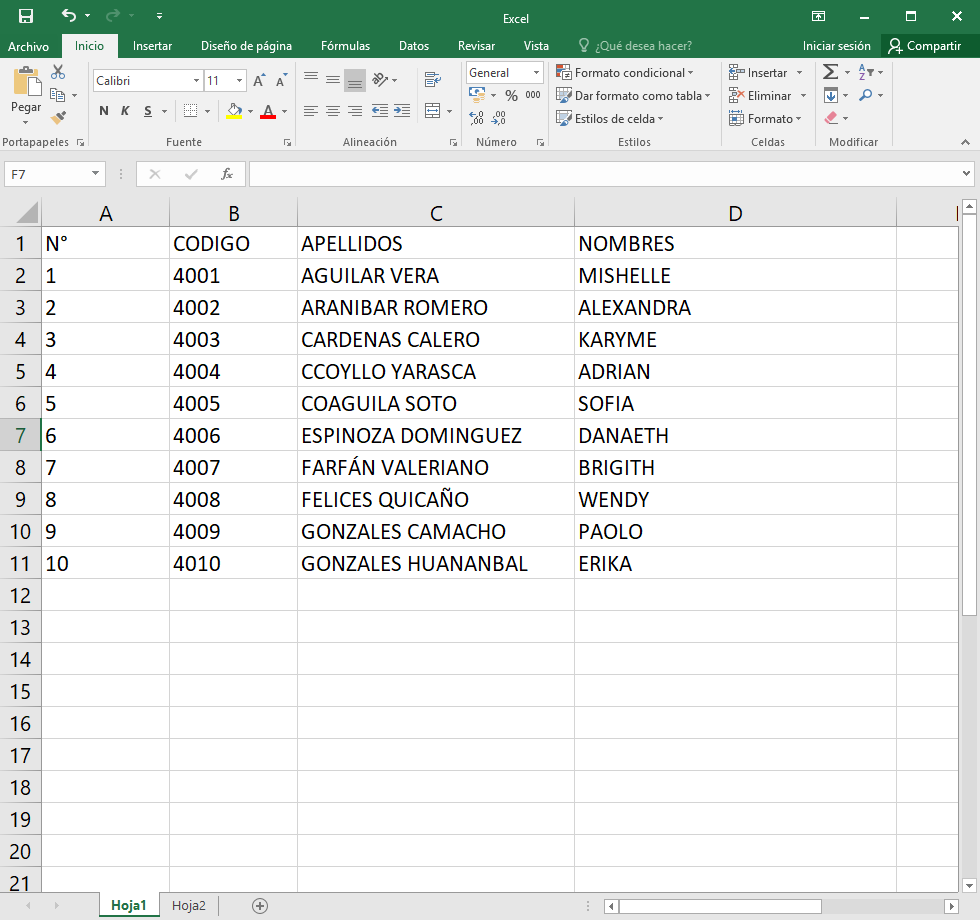 Excel
Archivo Inicio Insertar Diseño de página Fórmulas Datos Revisar Vista ¿Qué desea hacer? Iniciar sesión Compartir
Pegar
Calibri 11
N K S
A A A
General
% 000
Formato condicional
Dar formato como tabla
Estilos de celda
Insertar
Eliminar
Formato
Portapapeles Fuente Alineación Número Estilos Celdas Modificar
F7 fx
A B C D
1 N° CODIGO APELLIDOS NOMBRES
2 1 4001 AGUILAR VERA MISHELLE
3 2 4002 ARANIBAR ROMERO ALEXANDRA
4 3 4003 CARDENAS CALERO KARYME
5 4 4004 CCOYLLO YARASCA ADRIAN
6 5 4005 COAGUILA SOTO SOFIA
7 6 4006 ESPINOZA DOMINGUEZ DANAETH
8 7 4007 FARFÁN VALERIANO BRIGITH
9 8 4008 FELICES QUICAÑO WENDY
10 9 4009 GONZALES CAMACHO PAOLO
11 10 4010 GONZALES HUANANBAL ERIKA
12
13
14
15
16
17
18
19
20
21
Hoja1 Hoja2